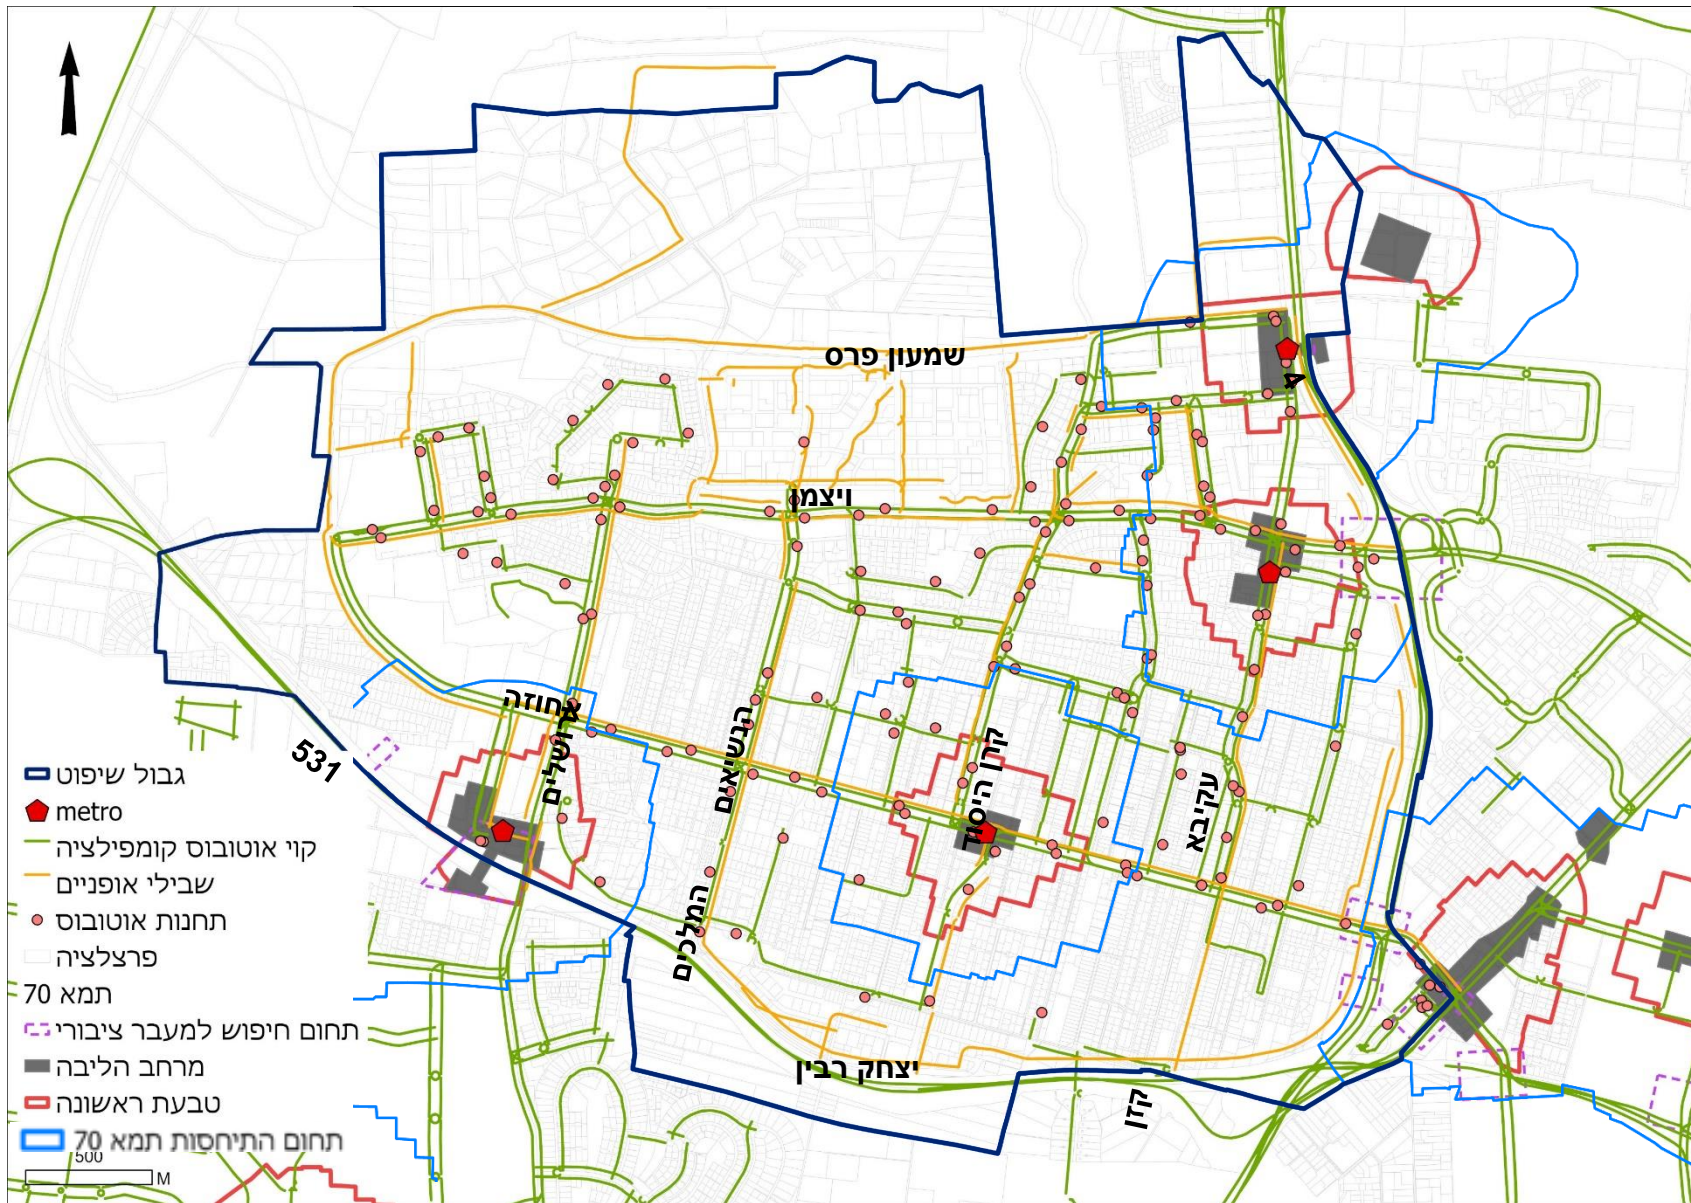 שמעון פרס
4
ויצמן
אחוזה
ירושלים
הנשיאים
קרן היסוד
עקיבא
המלכים
יצחק רבין
קזן
531
גבול שיפוט
metro
קוי אוטובוס קומפילציה
שבילי אופניים
תחנות אוטובוס
פרצלציה
תמא 70
תחום חיפוש למעבר ציבורי
מרחב הליבה
טבעת ראשונה
תחום התיחסות תמא 70
500
M